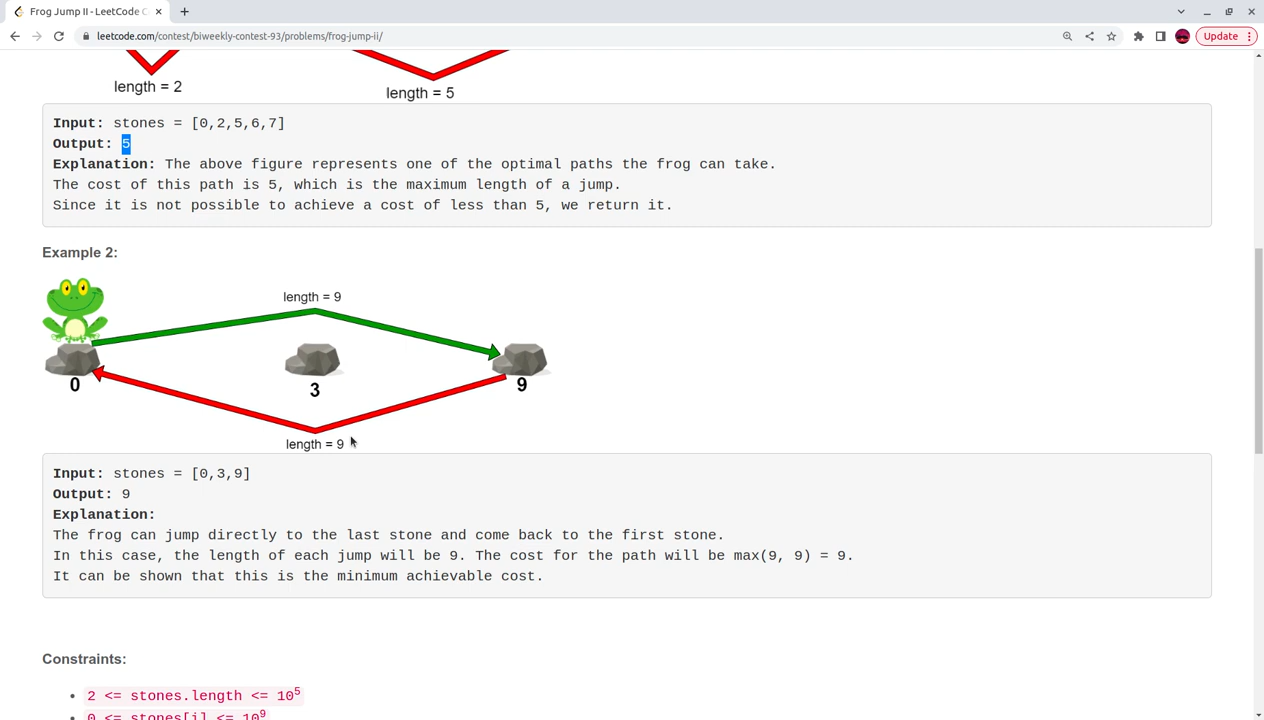 Frog Jump II - LeetCode C
Update
leetcode.com/contest/biweekly-contest-93/problems/frog-jump-ii/
length = 2
length = 5
Input: stones = [0,2,5,6,7]
Output: 5
Explanation: The above figure represents one of the optimal paths the frog can take.
The cost of this path is 5, which is the maximum length of a jump.
Since it is not possible to achieve a cost of less than 5, we return it.
Example 2:
length = 9
0
3
9
length = 9
Input: stones = [0,3,9]
Output: 9
Explanation:
The frog can jump directly to the last stone and come back to the first stone.
In this case, the length of each jump will be 9. The cost for the path will be max(9, 9) = 9.
It can be shown that this is the minimum achievable cost.
Constraints:
2 <= stones.length <= 10^5
0 <= stones[i] <= 10^9